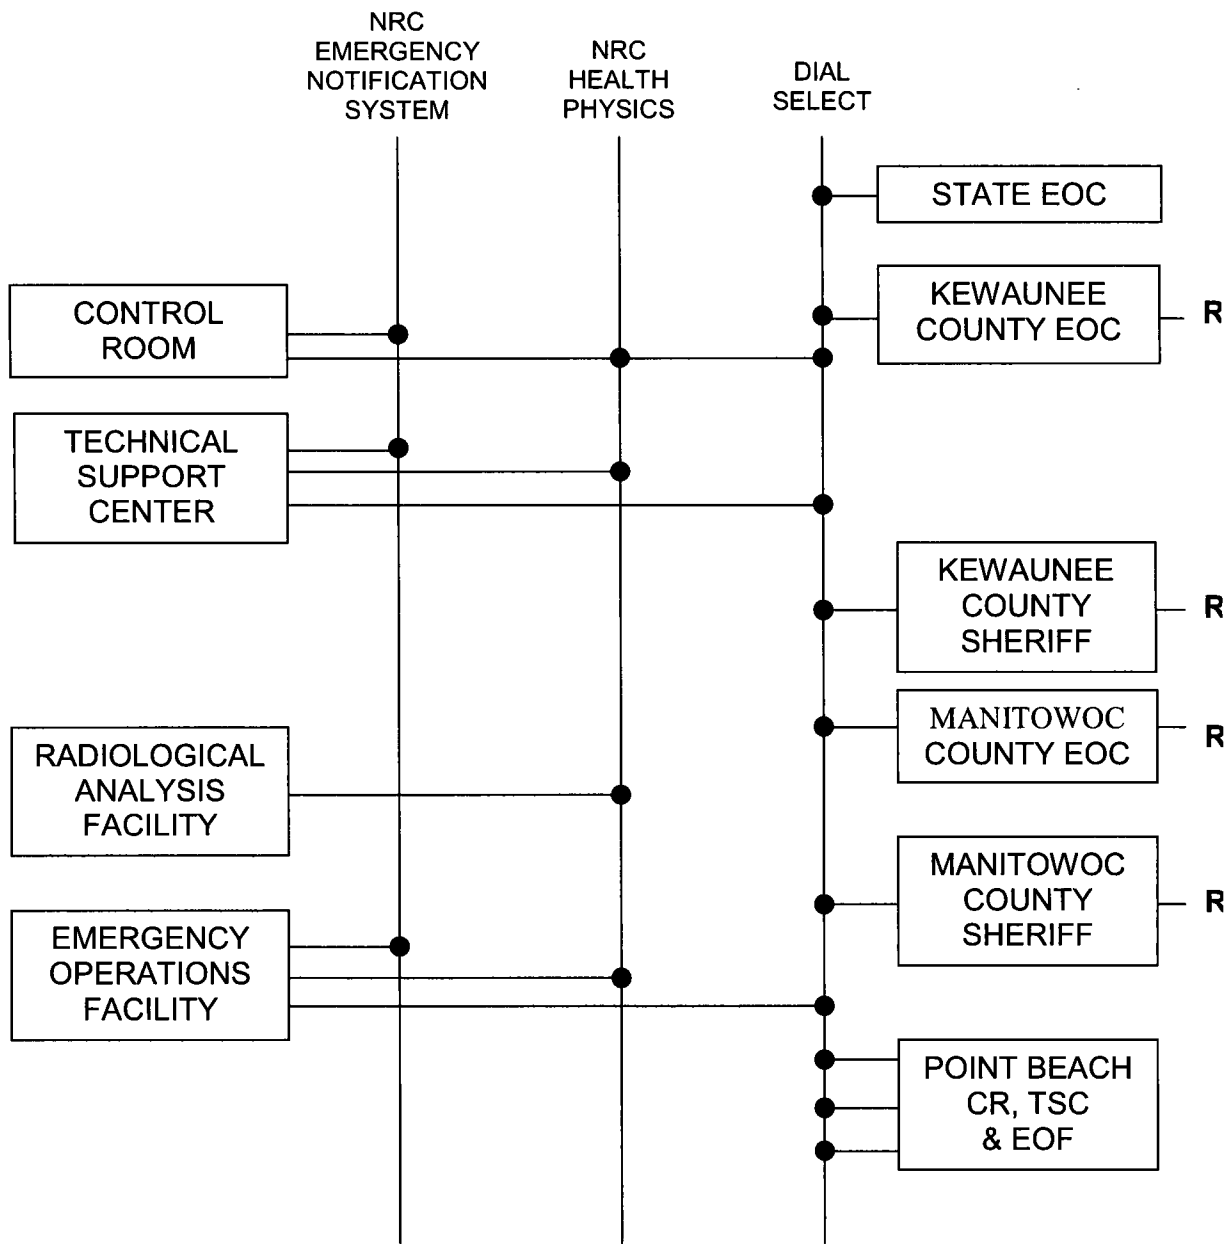 NRC
EMERGENCY
NOTIFICATION
SYSTEM
NRC
HEALTH
PHYSICS
DIAL
SELECT
STATE EOC
KEWAUNEE
COUNTY EOC
R
CONTROL
ROOM
TECHNICAL
SUPPORT
CENTER
KEWAUNEE
COUNTY
SHERIFF
R
MANITOWOC
COUNTY EOC
R
RADIOLOGICAL
ANALYSIS
FACILITY
MANITOWOC
COUNTY
SHERIFF
R
EMERGENCY
OPERATIONS
FACILITY
POINT BEACH
CR, TSC
& EOF